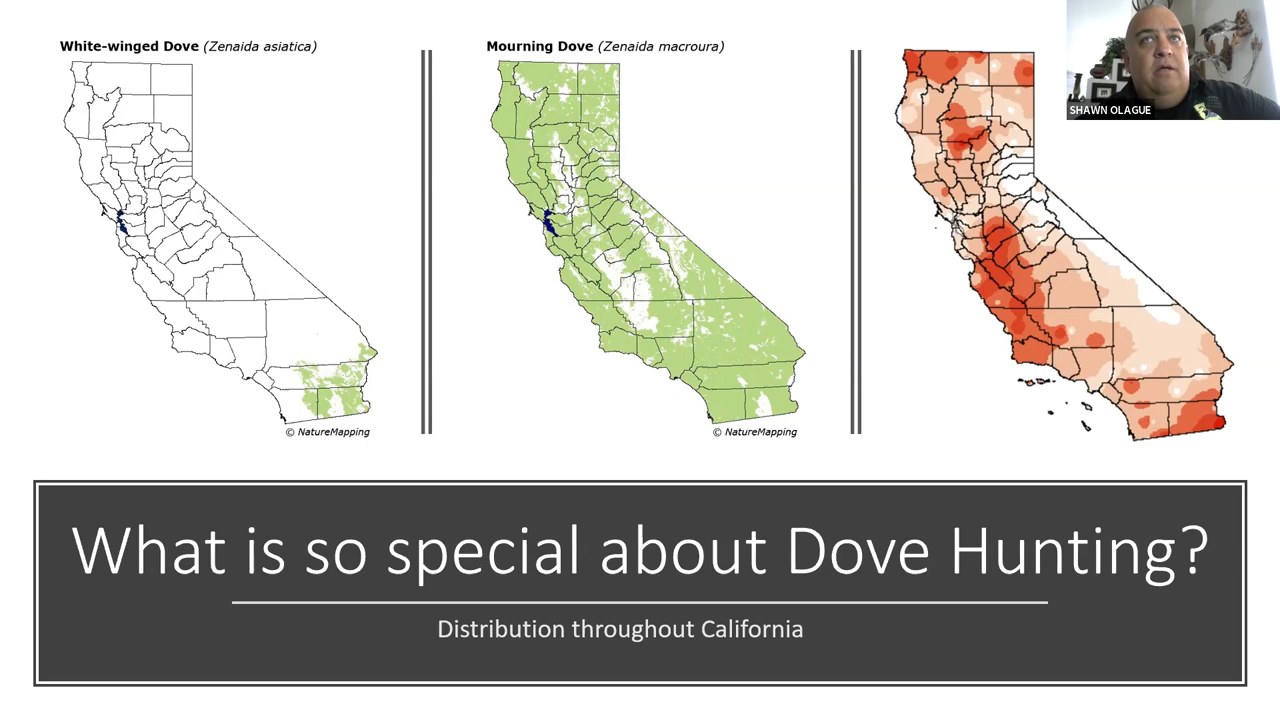 White-winged Dove (Zenaida asiatica)
Mourning Dove (Zenaida macroura)
SHAWN OLAGUE
© NatureMapping
© NatureMapping
What is so special about Dove Hunting?
Distribution throughout California